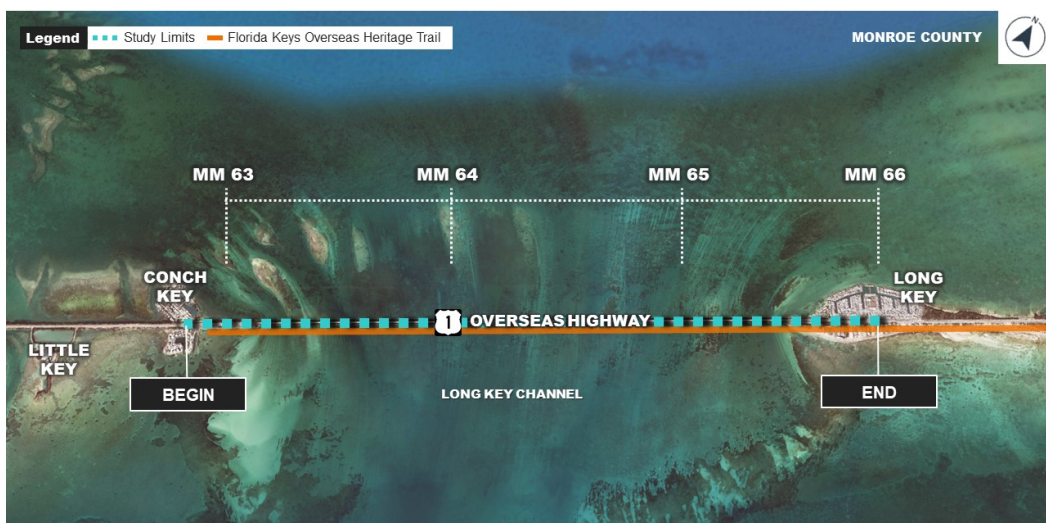 Legend Study Limits Florida Keys Overseas Heritage Trail
MONROE COUNTY
N
MM 63 MM 64 MM 65 MM 66
CONCH
KEY
LONG
KEY
1 OVERSEAS HIGHWAY
LITTLE
KEY
BEGIN
LONG KEY CHANNEL
END